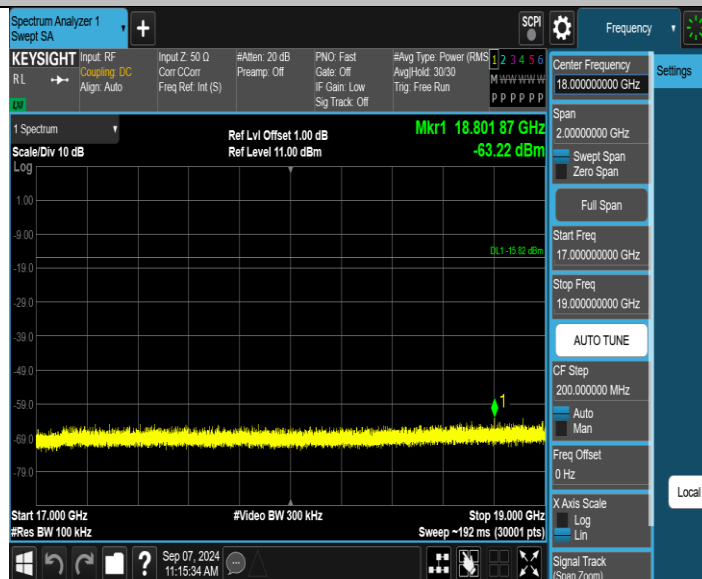 Spectrum Analyzer 1
Swept SA
SCPI
Frequency
KEYSIGHT
RL
Input: RF
Coupling: DC
Align: Auto
Input Z: 50 Ω
Corr CCorr
Freq Ref: Int (S)
#Atten: 20 dB
Preamp: Off
PNO: Fast
Gate: Off
IF Gain: Low
Sig Track: Off
#Avg Type: Power (RMS
Avg|Hold: 30/30
Trig: Free Run
1 2 3 4 5 6
M W W W W W
P P P P P P
LXI
1 Spectrum
Scale/Div 10 dB
Ref Lvl Offset 1.00 dB
Ref Level 11.00 dBm
Mkr1 18.801 87 GHz
-63.22 dBm
Log
1.00
-9.00
DL1 -15.82 dBm
-19.0
-29.0
-39.0
-49.0
-59.0
1
-69.0
-79.0
Start 17.000 GHz
#Res BW 100 kHz
#Video BW 300 kHz
Stop 19.000 GHz
Sweep ~192 ms (30001 pts)
?
Sep 07, 2024
11:15:34 AM
Center Frequency
18.000000000 GHz
Settings
Span
2.00000000 GHz
Swept Span
Zero Span
Full Span
Start Freq
17.000000000 GHz
Stop Freq
19.000000000 GHz
AUTO TUNE
CF Step
200.000000 MHz
Auto
Man
Freq Offset
0 Hz
X Axis Scale
Log
Lin
Local
Signal Track
(Span Zoom)